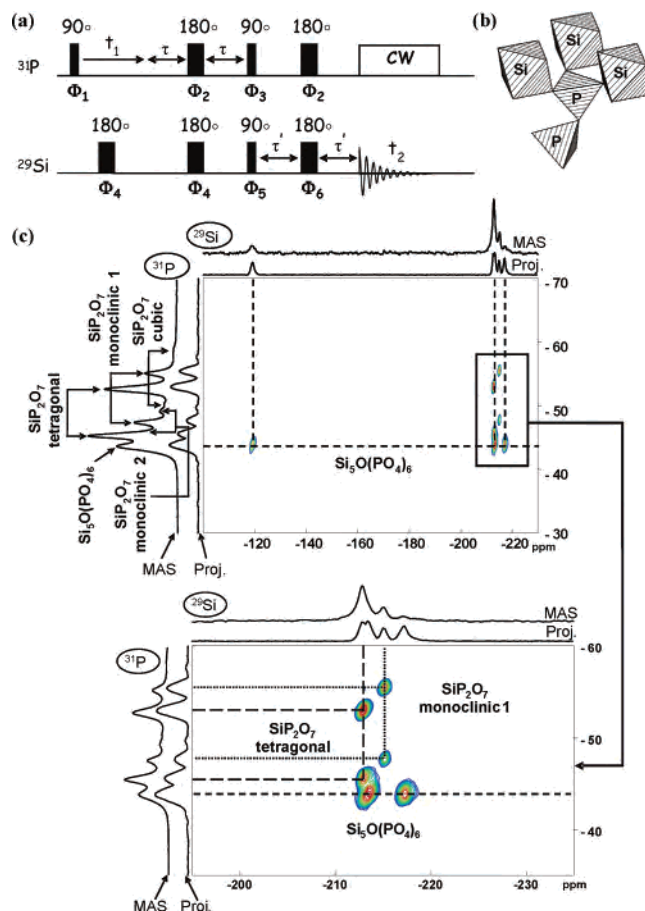 (a)
90° t₁ τ 180° τ 90° 180° CW
³¹P
Φ₁ Φ₂ Φ₃ Φ₂
180° 180° 90° τ' 180° τ' t₂
²⁹Si
Φ₄ Φ₄ Φ₅ Φ₆
(b)
Si Si
P
P
(c)
²⁹Si
MAS
Proj.
³¹P
SiP₂O₇ tetragonal
SiP₂O₇ monoclinic 1
SiP₂O₇ cubic
Si₅O(PO₄)₆
SiP₂O₇ monoclinic 2
MAS Proj.
Si₅O(PO₄)₆
- 70
- 60
- 50
- 40
- 30
-120 -140 -160 -180 -200 -220 ppm
²⁹Si
MAS
Proj.
³¹P
SiP₂O₇
monoclinic 1
SiP₂O₇
tetragonal
Si₅O(PO₄)₆
- 60
- 50
- 40
MAS Proj.
-200 -210 -220 -230 ppm